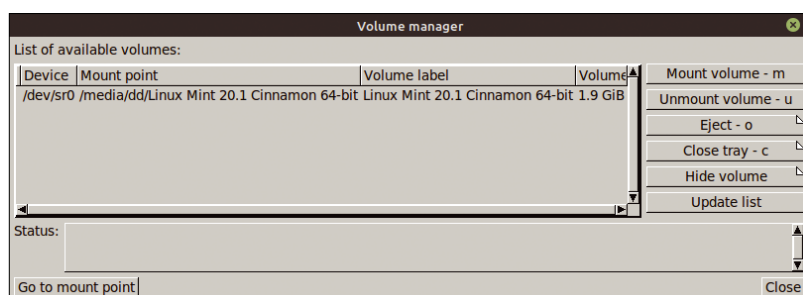 Volume manager
List of available volumes:
Device Mount point Volume label Volume
/dev/sr0 /media/dd/Linux Mint 20.1 Cinnamon 64-bit Linux Mint 20.1 Cinnamon 64-bit 1.9 GiB
Mount volume - m
Unmount volume - u
Eject - o
Close tray - c
Hide volume
Update list
Status:
Go to mount point
Close